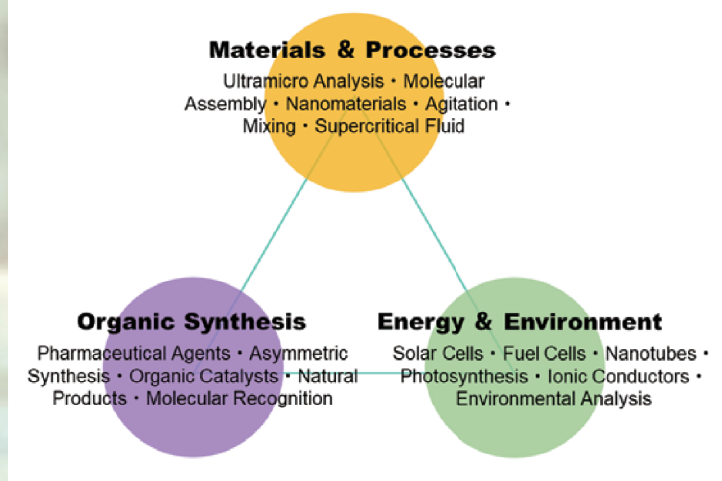 Materials & Processes
Ultramicro Analysis・Molecular
Assembly・Nanomaterials・Agitation・
Mixing・Supercritical Fluid
Organic Synthesis
Pharmaceutical Agents・Asymmetric
Synthesis・Organic Catalysts・Natural
Products・Molecular Recognition
Energy & Environment
Solar Cells・Fuel Cells・Nanotubes・
Photosynthesis・Ionic Conductors・
Environmental Analysis